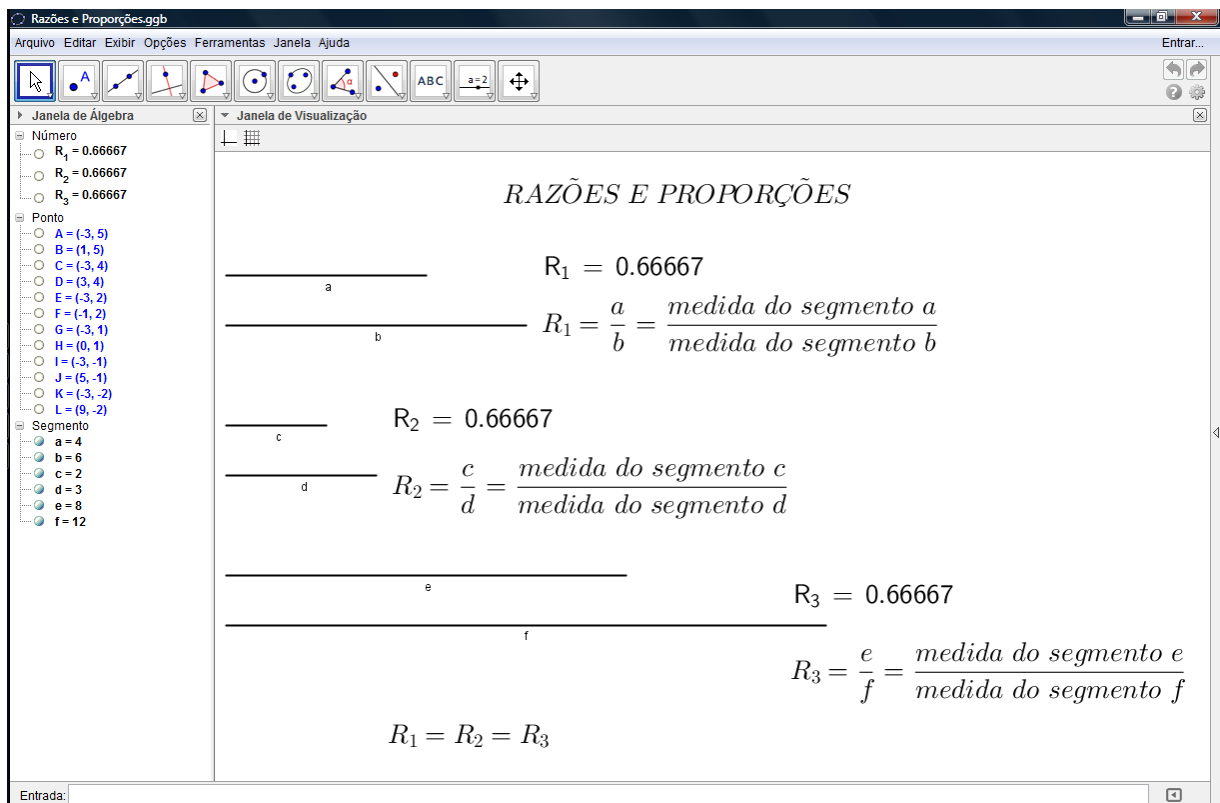 Razões e Proporções.ggb
Arquivo Editar Exibir Opções Ferramentas Janela Ajuda
Entrar...
A
α
ABC
a=2
Janela de Álgebra
Janela de Visualização
Número
R₁ = 0.66667
R₂ = 0.66667
R₃ = 0.66667
Ponto
A = (-3, 5)
B = (1, 5)
C = (-3, 4)
D = (3, 4)
E = (-3, 2)
F = (-1, 2)
G = (-3, 1)
H = (0, 1)
I = (-3, -1)
J = (5, -1)
K = (-3, -2)
L = (9, -2)
Segmento
a = 4
b = 6
c = 2
d = 3
e = 8
f = 12
RAZÕES E PROPORÇÕES
a
b
R₁ = 0.66667
R₁ = a/b = medida do segmento a / medida do segmento b
c
d
R₂ = 0.66667
R₂ = c/d = medida do segmento c / medida do segmento d
e
f
R₃ = 0.66667
R₃ = e/f = medida do segmento e / medida do segmento f
R₁ = R₂ = R₃
Entrada: